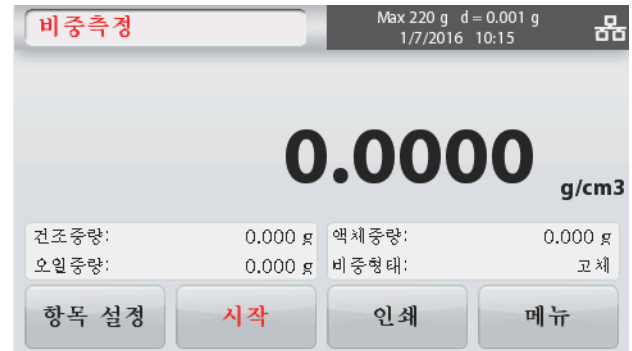 비중측정
Max 220 g d = 0.001 g
1/7/2016 10:15
0.0000
g/cm3
건조중량: 0.000 g 액체중량: 0.000 g
오일중량: 0.000 g 비중형태: 고체
항목 설정 시작 인쇄 메뉴